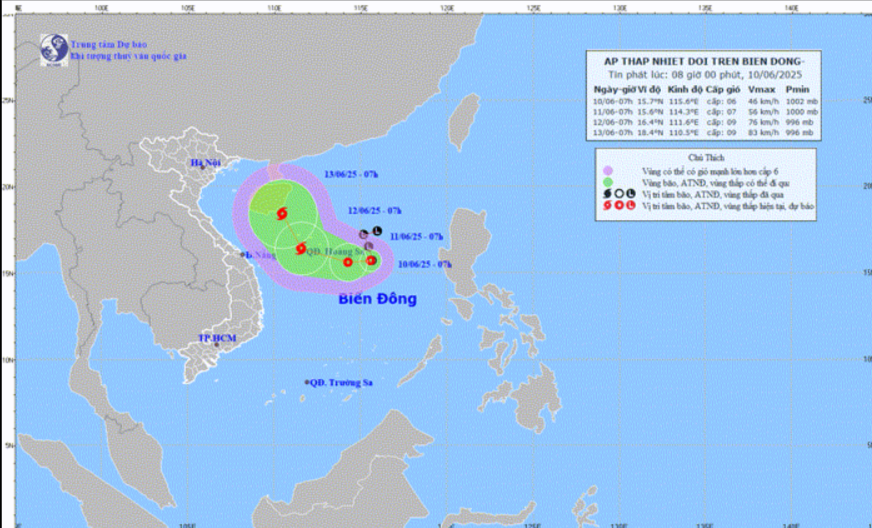 Trung tâm Dự báo
Khí tượng thuỷ văn quốc gia
AP THAP NHIET DOI TREN BIEN DONG-
Tin phát lúc: 08 giờ 00 phút, 10/06/2025
Ngày-giờ Vĩ độ Kinh độ Cấp gió Vmax Pmin
10/06-07h 15.7°N 115.6°E cấp: 06 46 km/h 1002 mb
11/06-07h 15.6°N 114.3°E cấp: 07 56 km/h 1000 mb
12/06-07h 16.4°N 111.6°E cấp: 09 76 km/h 996 mb
13/06-07h 18.4°N 110.5°E cấp: 09 83 km/h 996 mb
Chú Thích
Vùng có thể có gió mạnh lớn hơn cấp 6
Vùng bão, ATNĐ, vùng thấp có thể đi qua
Vị trí tâm bão, ATNĐ, vùng thấp đã qua
Vị trí tâm bão, ATNĐ, vùng thấp hiện tại, dự báo
Hà Nội
13/06/25 - 07h
12/06/25 - 07h
11/06/25 - 07h
10/06/25 - 07h
QĐ. Hoàng Sa
Đà Nẵng
Biển Đông
TP.HCM
QĐ. Trường Sa
120E
25N
20N
15N
10N
5N
105E
110E
115E
120E
125E
130E
135E
140E